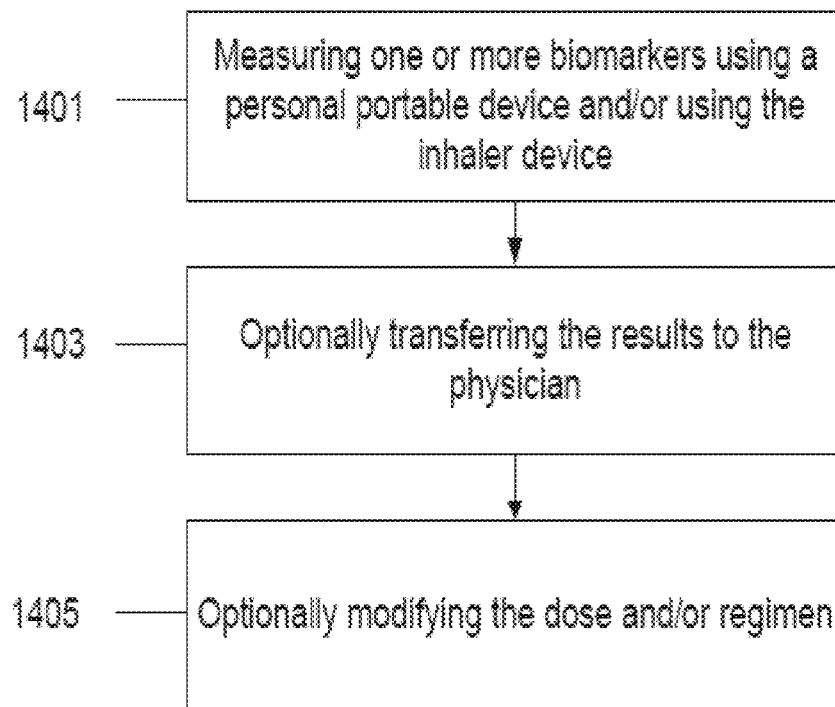 1401
Measuring one or more biomarkers using a
personal portable device and/or using the
inhaler device
1403
Optionally transferring the results to the
physician
1405
Optionally modifying the dose and/or regimen